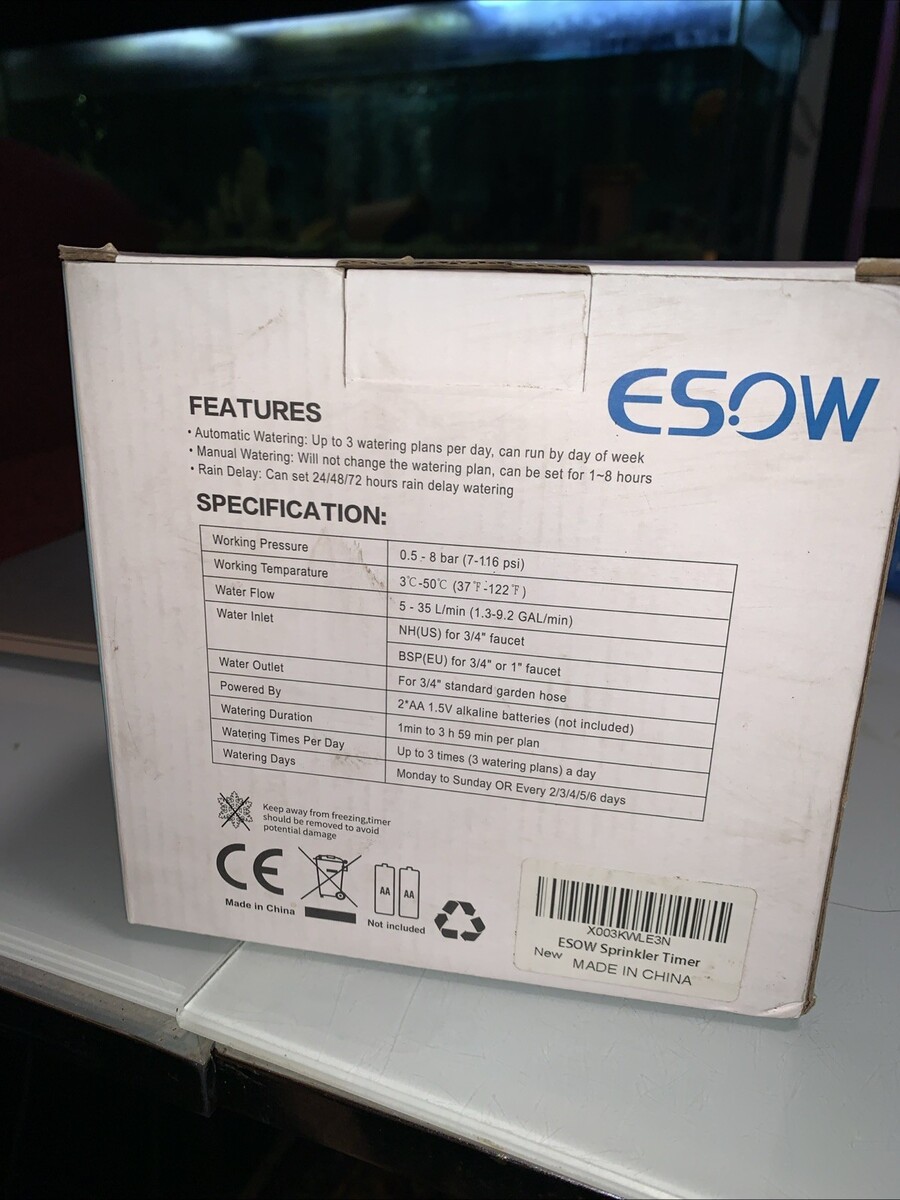 ESOW
FEATURES
• Automatic Watering: Up to 3 watering plans per day, can run by day of week
• Manual Watering: Will not change the watering plan, can be set for 1~8 hours
• Rain Delay: Can set 24/48/72 hours rain delay watering
SPECIFICATION:
Working Pressure 0.5 - 8 bar (7-116 psi)
Working Temparature 3℃-50℃ (37℉-122℉)
Water Flow 5 - 35 L/min (1.3-9.2 GAL/min)
Water Inlet NH(US) for 3/4" faucet
BSP(EU) for 3/4" or 1" faucet
Water Outlet For 3/4" standard garden hose
Powered By 2*AA 1.5V alkaline batteries (not included)
Watering Duration 1min to 3 h 59 min per plan
Watering Times Per Day Up to 3 times (3 watering plans) a day
Watering Days Monday to Sunday OR Every 2/3/4/5/6 days
Keep away from freezing,timer
should be removed to avoid
potential damage
CE
Made in China
AA AA
Not included
X003KWLE3N
ESOW Sprinkler Timer
New MADE IN CHINA